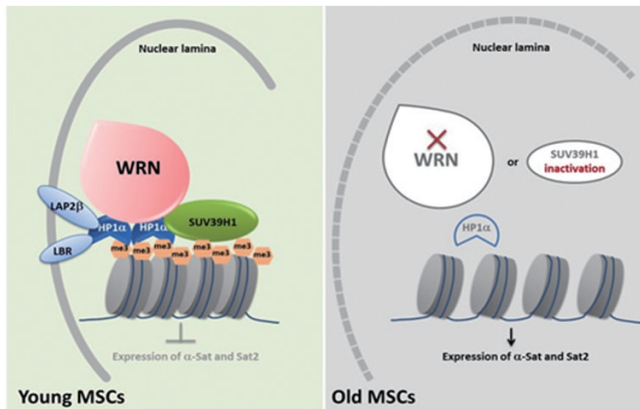 Nuclear lamina
WRN
LAP2β
HP1α
HP1α
SUV39H1
LBR
me3
me3
me3
me3
me3
me3
me3
me3
Expression of α-Sat and Sat2
Young MSCs
Nuclear lamina
WRN
or
SUV39H1
inactivation
HP1α
Expression of α-Sat and Sat2
Old MSCs